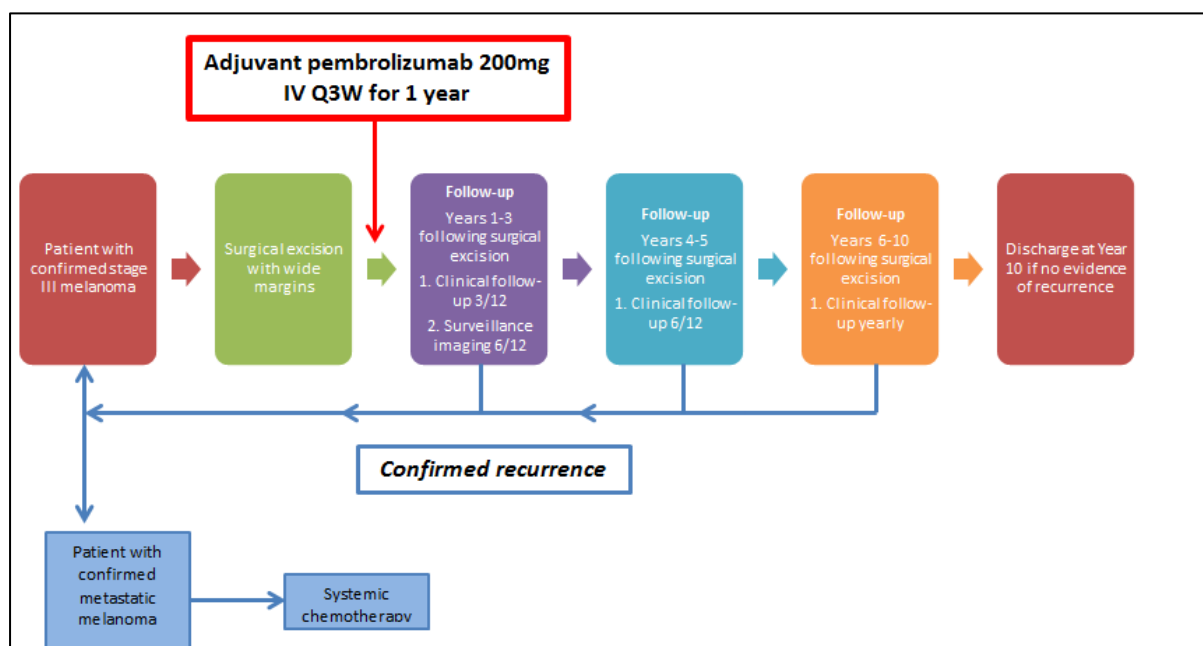 Adjuvant pembrolizumab 200mg
IV Q3W for 1 year
Patient with
confirmed stage
III melanoma
Surgical excision
with wide
margins
Follow-up
Years 1-3
following surgical
excision
1. Clinical follow-
up 3/12
2. Surveillance
imaging 6/12
Follow-up
Years 4-5
following surgical
excision
1. Clinical follow-
up 6/12
Follow-up
Years 6-10
following surgical
excision
1. Clinical follow-
up yearly
Discharge at Year
10 if no evidence
of recurrence
Confirmed recurrence
Patient with
confirmed
metastatic
melanoma
Systemic
chemotherapy